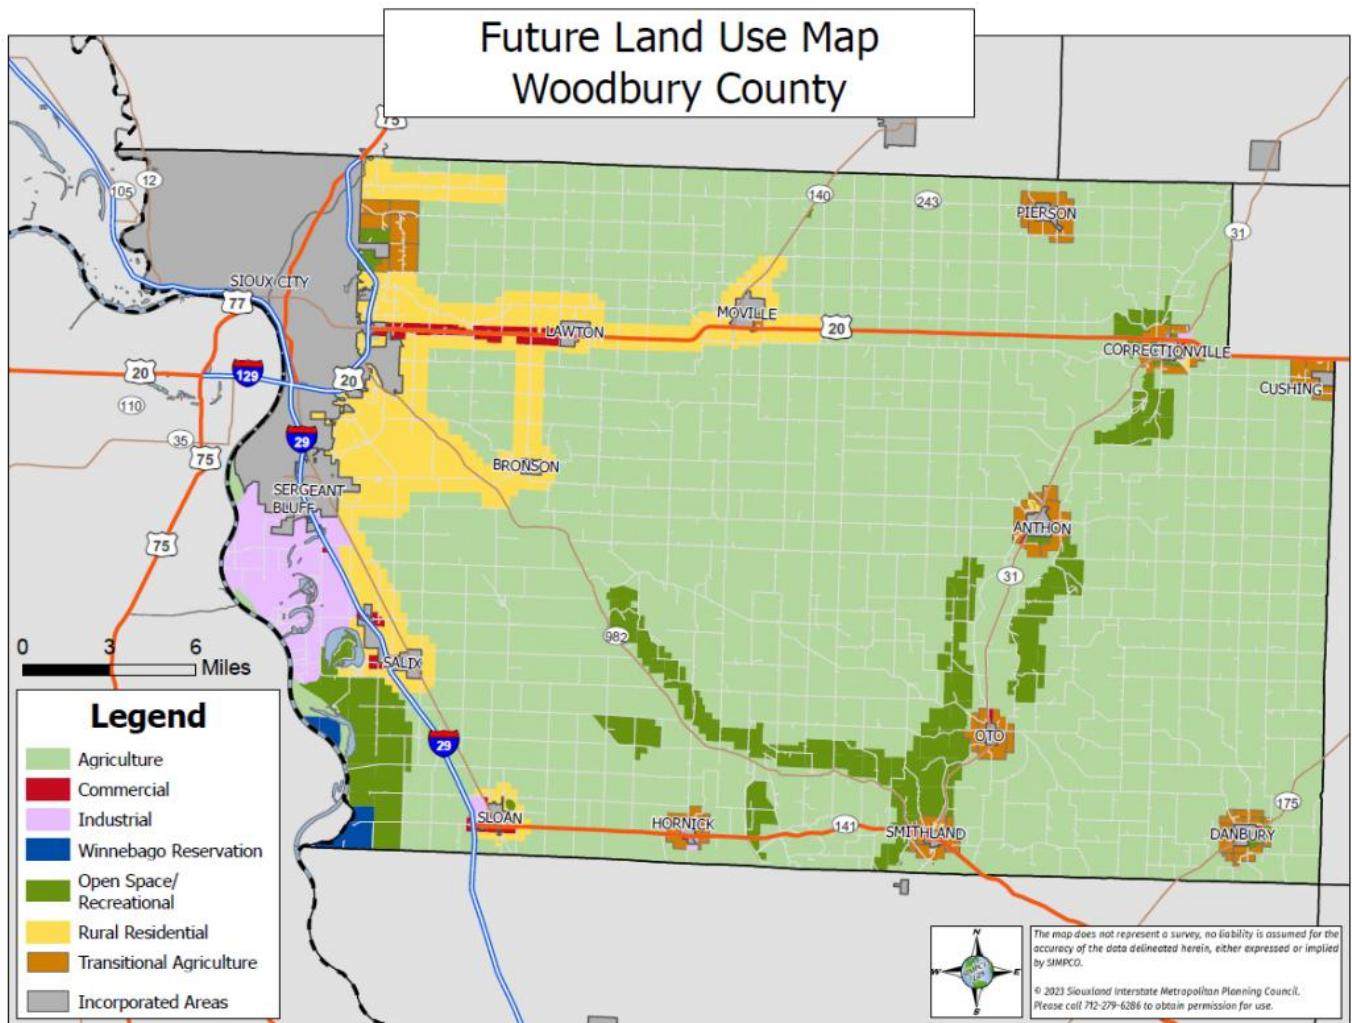 Future Land Use Map
Woodbury County
75
105
12
140
243
PIERSON
31
SIOUX CITY
77
MOVILLE
20
LAWTON
CORRECTIONVILLE
20
129
20
CUSHING
110
35
29
75
BRONSON
SERGEANT
BLUFF
ANTHON
75
31
982
0 3 6
Miles
SALIX
OTO
29
Legend
Agriculture
Commercial
Industrial
Winnebago Reservation
Open Space/
Recreational
Rural Residential
Transitional Agriculture
Incorporated Areas
SLOAN
HORNICK
141
SMITHLAND
175
DANBURY
N
W E
S
SIMPCO
The map does not represent a survey, no liability is assumed for the
accuracy of the data delineated herein, either expressed or implied
by SIMPCO.
© 2023 Siouxland Interstate Metropolitan Planning Council.
Please call 712-279-6286 to obtain permission for use.